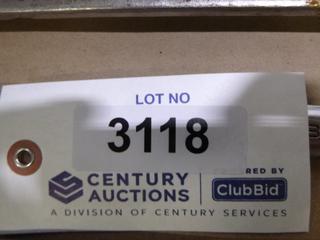 LOT NO
3118
CENTURY AUCTIONS
RED BY
ClubBid
A DIVISION OF CENTURY SERVICES